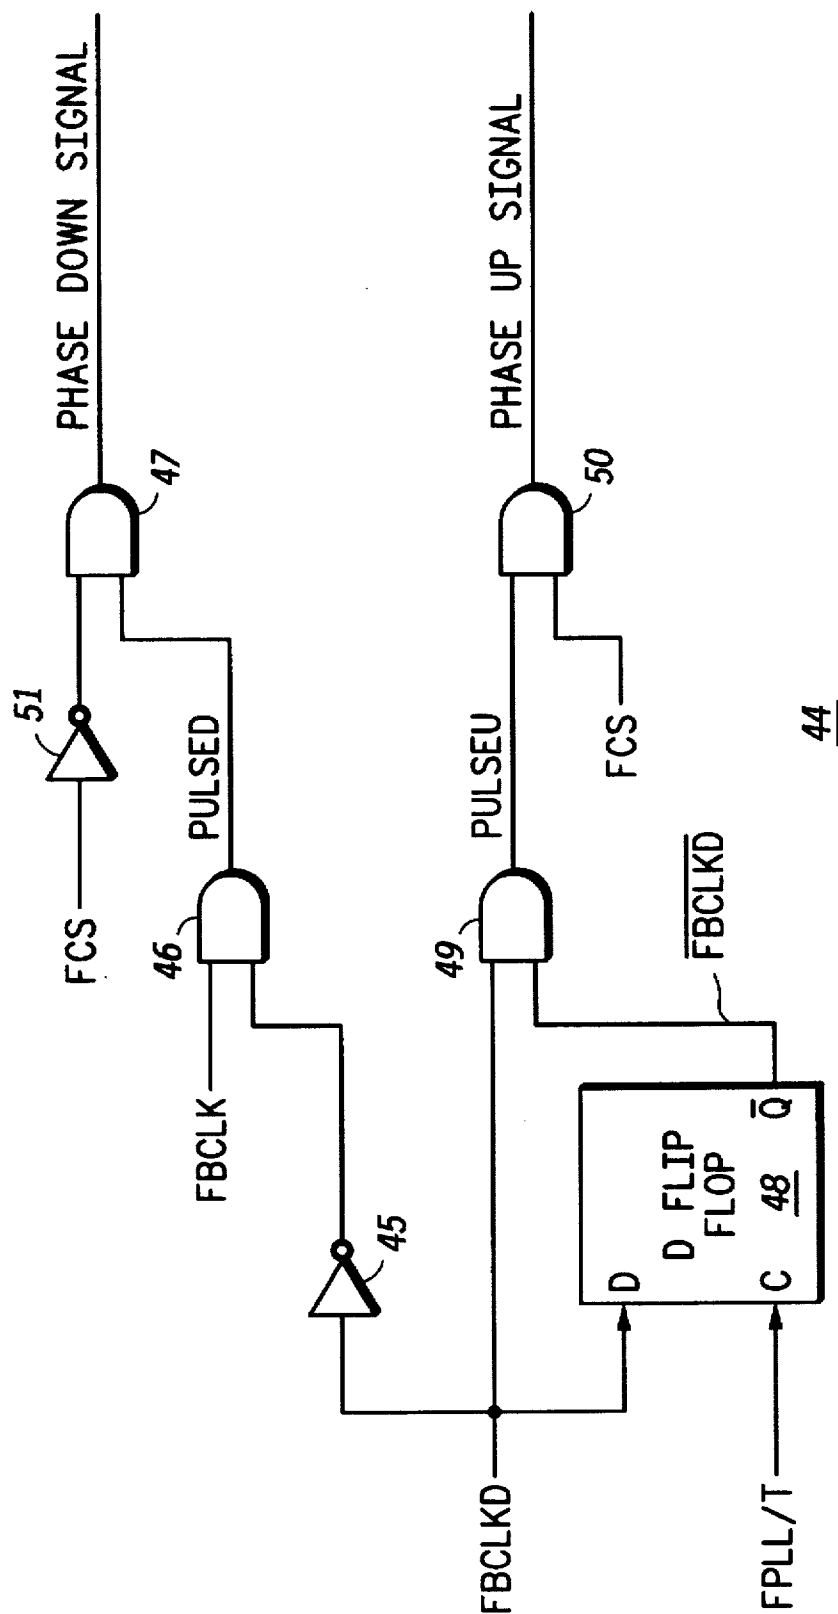 PHASE DOWN SIGNAL
47
51
FCS
PULSED
46
FBCLK
45
PHASE UP SIGNAL
50
FCS
PULSEU
49
FBCLKD
FBCLKD
D
D FLIP
FLOP
48
Q̅
C
FPLL/T
44